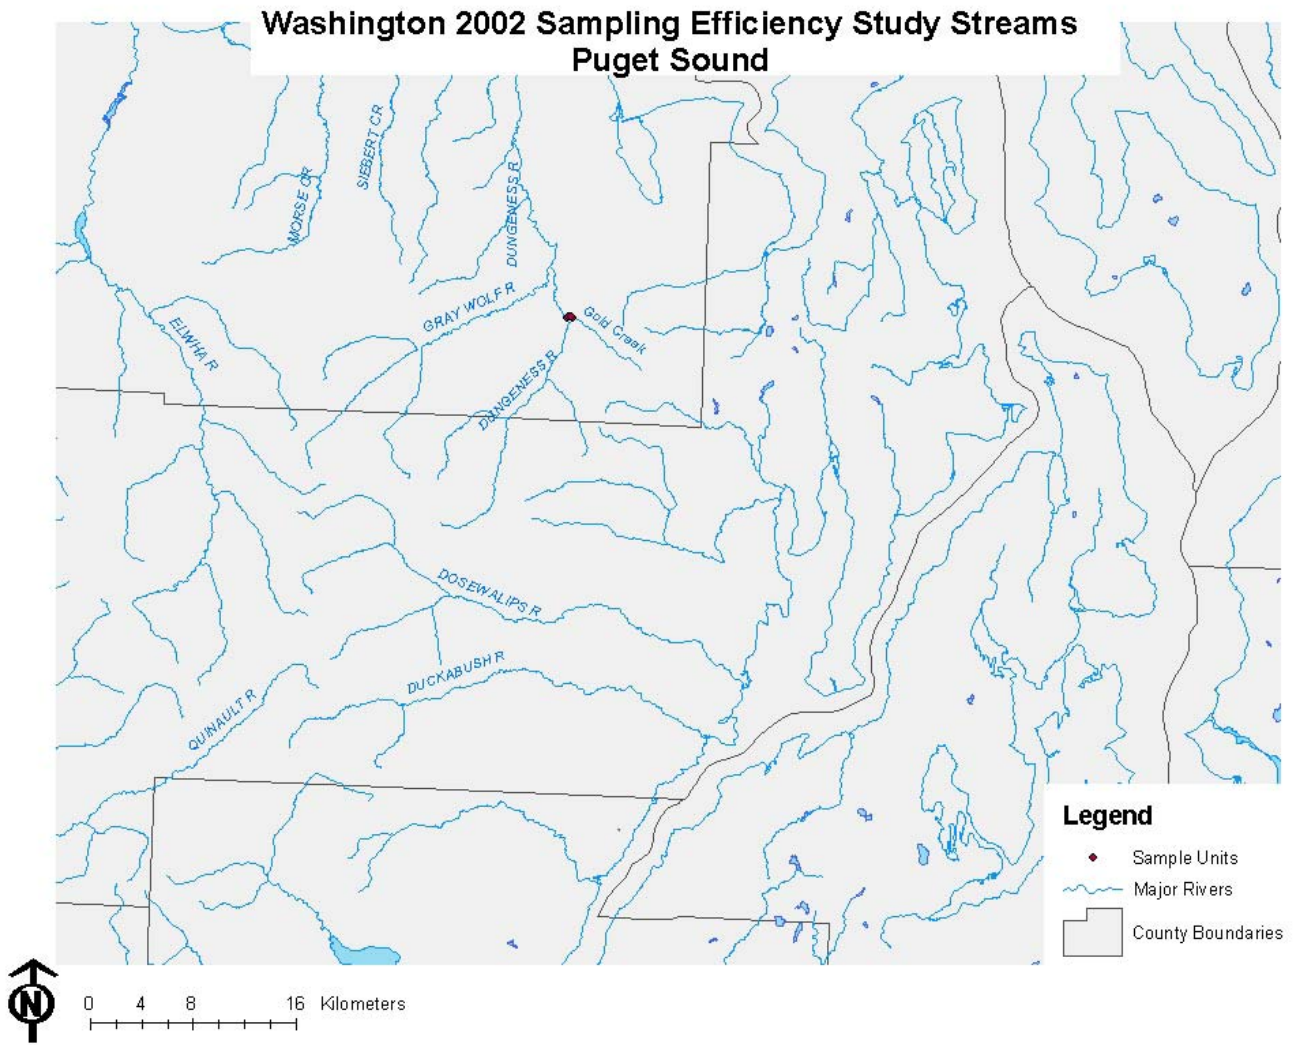 Washington 2002 Sampling Efficiency Study Streams
Puget Sound
MORSE CR
SIEBERT CR
DUNGENESS R
GRAY WOLF R
Gold Creek
ELWHA R
DUNGENESS R
DOSEWALIPS R
DUCKABUSH R
QUINAULT R
Legend
Sample Units
Major Rivers
County Boundaries
N
0 4 8 16 Kilometers